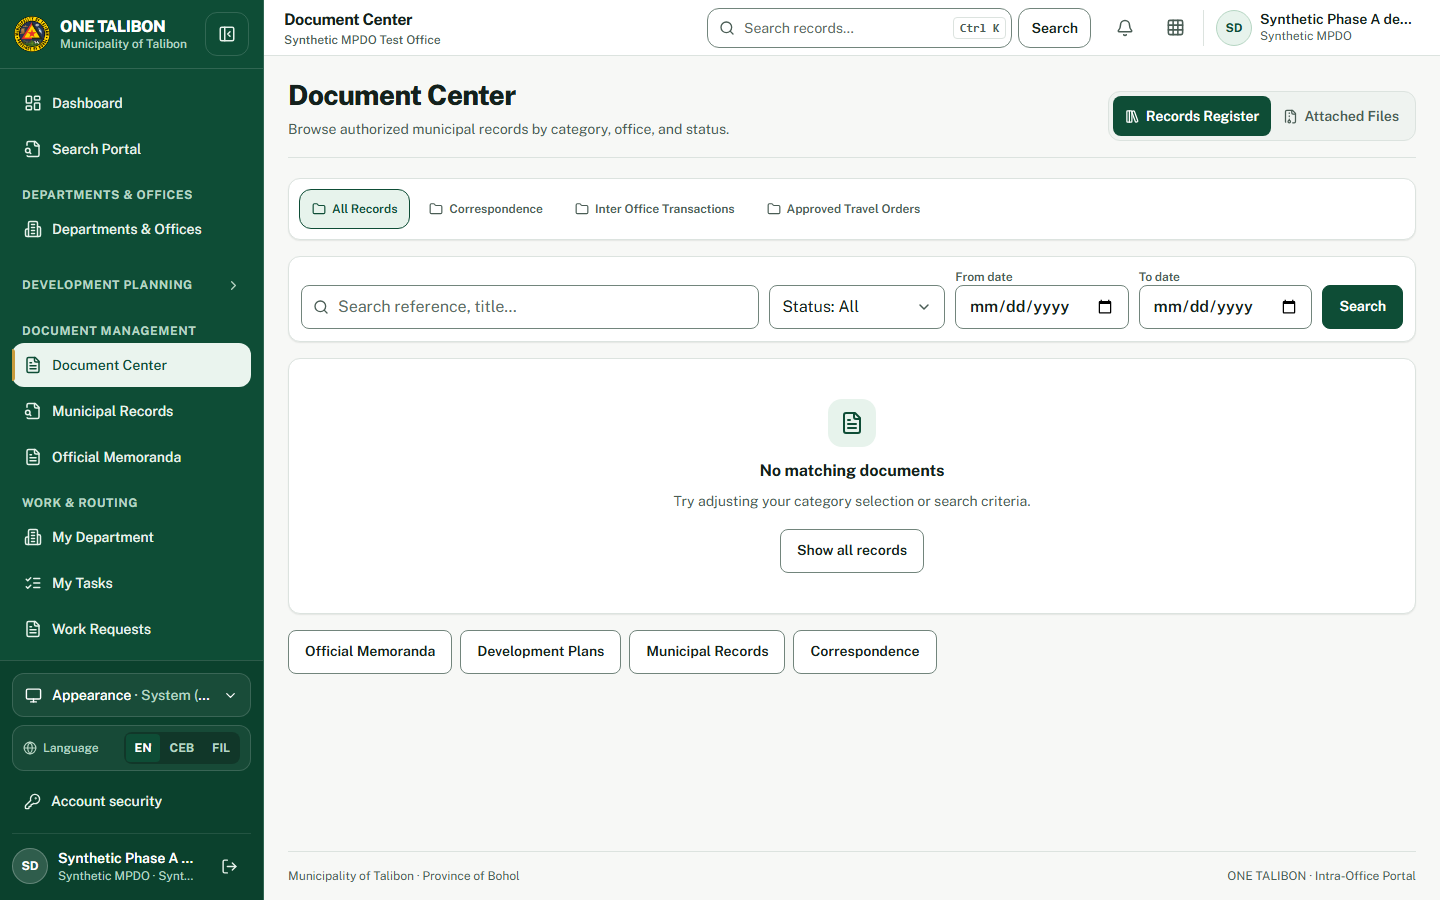 ONE TALIBON
Municipality of Talibon
Dashboard
Search Portal
DEPARTMENTS & OFFICES
Departments & Offices
DEVELOPMENT PLANNING
DOCUMENT MANAGEMENT
Document Center
Municipal Records
Official Memoranda
WORK & ROUTING
My Department
My Tasks
Work Requests
Appearance · System (...
Language EN CEB FIL
Account security
SD Synthetic Phase A ...
Synthetic MPDO · Synt...
Document Center
Synthetic MPDO Test Office
Search records... Ctrl K Search
SD Synthetic Phase A de...
Synthetic MPDO
Document Center
Browse authorized municipal records by category, office, and status.
Records Register Attached Files
All Records Correspondence Inter Office Transactions Approved Travel Orders
From date To date
Search reference, title... Status: All mm/dd/yyyy mm/dd/yyyy Search
No matching documents
Try adjusting your category selection or search criteria.
Show all records
Official Memoranda Development Plans Municipal Records Correspondence
Municipality of Talibon · Province of Bohol
ONE TALIBON · Intra-Office Portal